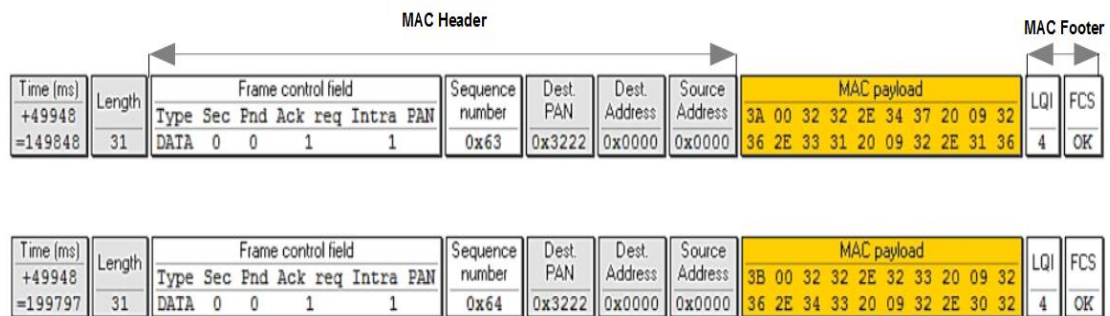 MAC Header
MAC Footer
Time (ms) Length Frame control field Sequence number Dest. PAN Dest. Address Source Address MAC payload LQI FCS
+49948 Type Sec Pnd Ack req Intra PAN 3A 00 32 32 2E 34 37 20 09 32
=149848 31 DATA 0 0 1 1 0x63 0x3222 0x0000 0x0000 36 2E 33 31 20 09 32 2E 31 36 4 OK
Time (ms) Length Frame control field Sequence number Dest. PAN Dest. Address Source Address MAC payload LQI FCS
+49948 Type Sec Pnd Ack req Intra PAN 3B 00 32 32 2E 32 33 20 09 32
=199797 31 DATA 0 0 1 1 0x64 0x3222 0x0000 0x0000 36 2E 34 33 20 09 32 2E 30 32 4 OK